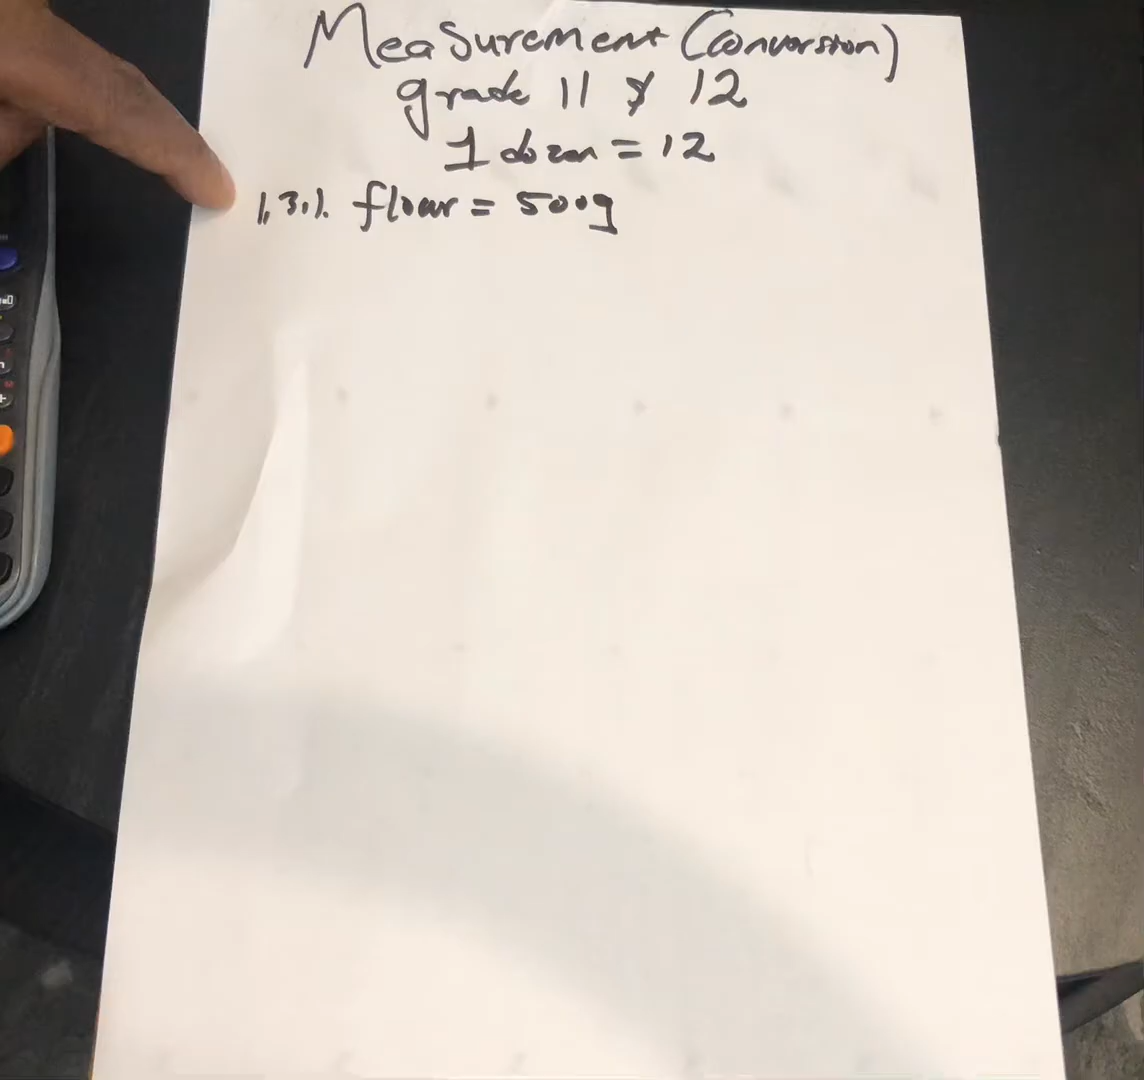 Measurement (Conversion)
grade 11 & 12
1 dozen = 12
1.3.1. flour = 500g